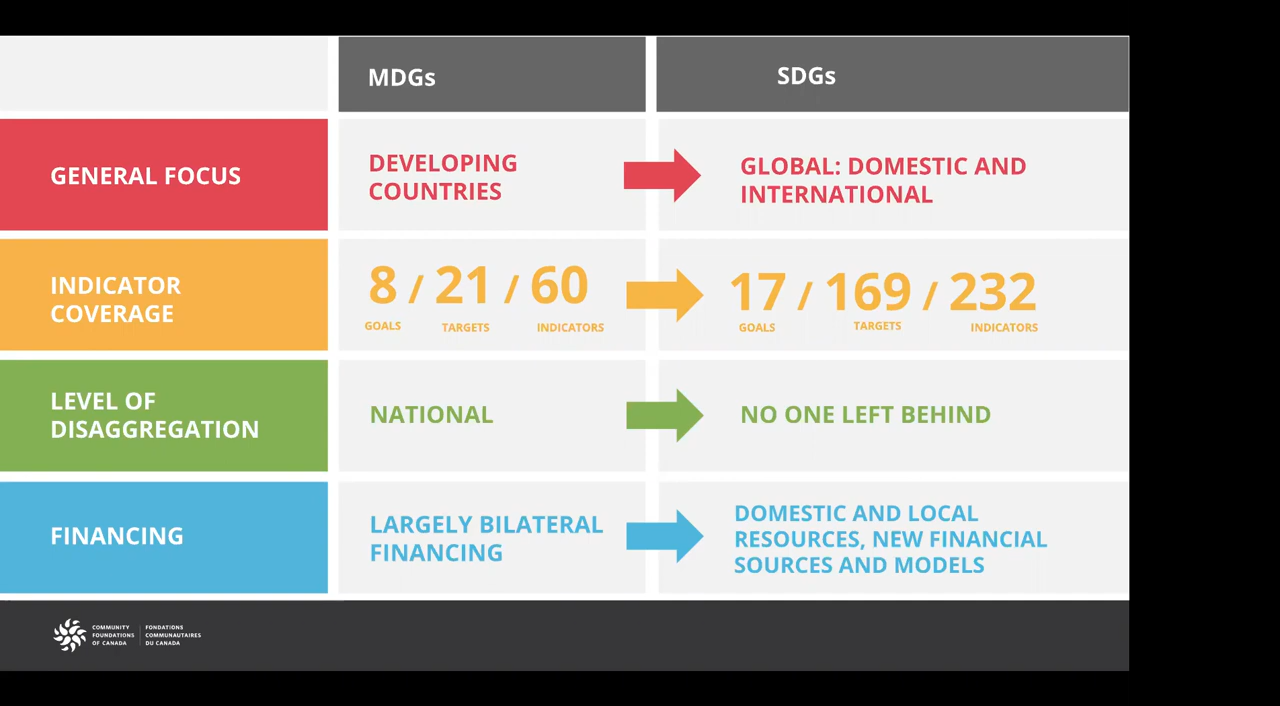 MDGs
SDGs
GENERAL FOCUS
DEVELOPING
COUNTRIES
GLOBAL: DOMESTIC AND
INTERNATIONAL
INDICATOR
COVERAGE
8 / 21 / 60
GOALS TARGETS INDICATORS
17 / 169 / 232
GOALS TARGETS INDICATORS
LEVEL OF
DISAGGREGATION
NATIONAL
NO ONE LEFT BEHIND
FINANCING
LARGELY BILATERAL
FINANCING
DOMESTIC AND LOCAL
RESOURCES, NEW FINANCIAL
SOURCES AND MODELS
COMMUNITY
FOUNDATIONS
OF CANADA
FONDATIONS
COMMUNAUTAIRES
DU CANADA